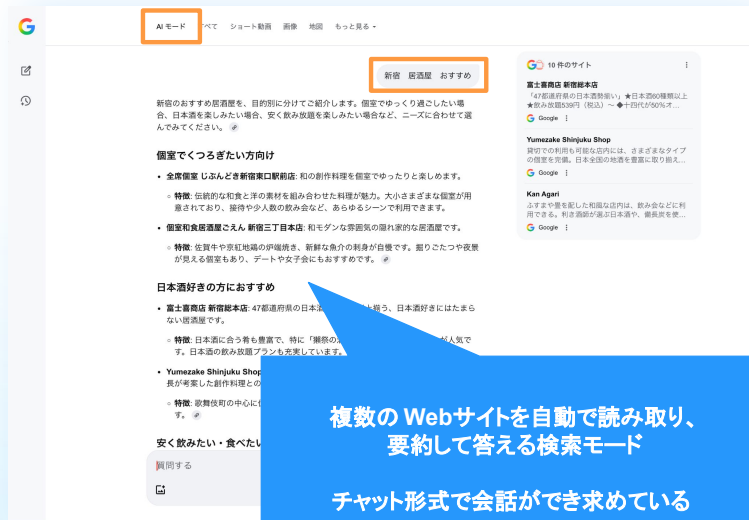 AI モード
べて
ショート動画
画像
地図
もっと見る
新宿 居酒屋 おすすめ
新宿のおすすめ居酒屋を、目的別に分けてご紹介します。個室でゆっくり過ごしたい場
合、日本酒を楽しみたい場合、安く飲み放題を楽しみたい場合など、ニーズに合わせて選
んでみてください。
個室でくつろぎたい方向け
• 全席個室 じぶんどき新宿東口駅前店: 和の創作料理を個室でゆったりと楽しめます。
◦ 特徴: 伝統的な和食と洋の素材を組み合わせた料理が魅力。大小さまざまな個室が用
意されており、接待や少人数の飲み会など、あらゆるシーンで利用できます。
• 個室和食居酒屋ごえん 新宿三丁目本店: 和モダンな雰囲気の隠れ家的な居酒屋です。
◦ 特徴: 佐賀牛や京紅地鶏の炉端焼き、新鮮な魚介の刺身が自慢です。掘りごたつや夜景
が見える個室もあり、デートや女子会にもおすすめです。
日本酒好きの方におすすめ
• 富士喜商店 新宿総本店: 47都道府県の日本酒
揃う、日本酒好きにはたまら
ない居酒屋です。
◦ 特徴: 日本酒に合う肴も豊富で、特に「獺祭の
が人気で
す。日本酒の飲み放題プランも充実しています。
• Yumezake Shinjuku Shop
長が考案した創作料理との
◦ 特徴: 歌舞伎町の中心に
す。
安く飲みたい・食べたい
質問する
10 件のサイト
富士喜商店 新宿総本店
「47都道府県の日本酒勢揃い」★日本酒60種類以上
★飲み放題539円（税込）～ ◆十四代が50%オ...
Google
Yumezake Shinjuku Shop
貸切での利用も可能な店内には、さまざまなタイプ
の個室を完備。日本全国の地酒を豊富に取り揃え...
Google
Kan Agari
ふすまや畳を配した和風な店内は、飲み会などに利
用できる。利き酒師が選ぶ日本酒や、備長炭を使...
Google
複数の Webサイトを自動で読み取り、
要約して答える検索モード
チャット形式で会話ができ求めている